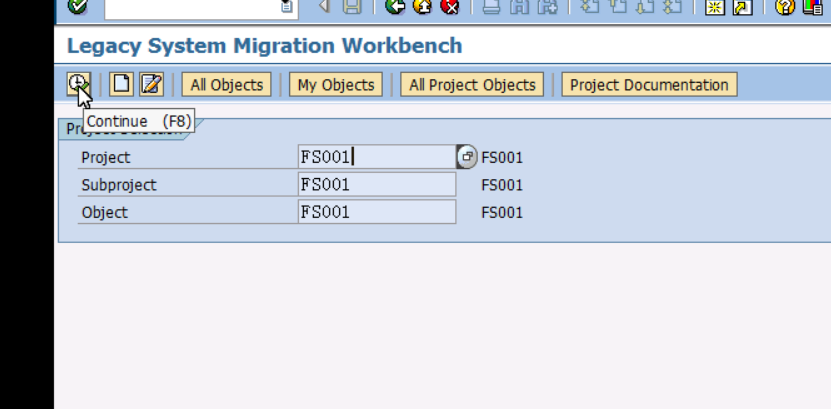 Legacy System Migration Workbench
All Objects My Objects All Project Objects Project Documentation
Continue (F8)
Project FS001 FS001
Subproject FS001 FS001
Object FS001 FS001